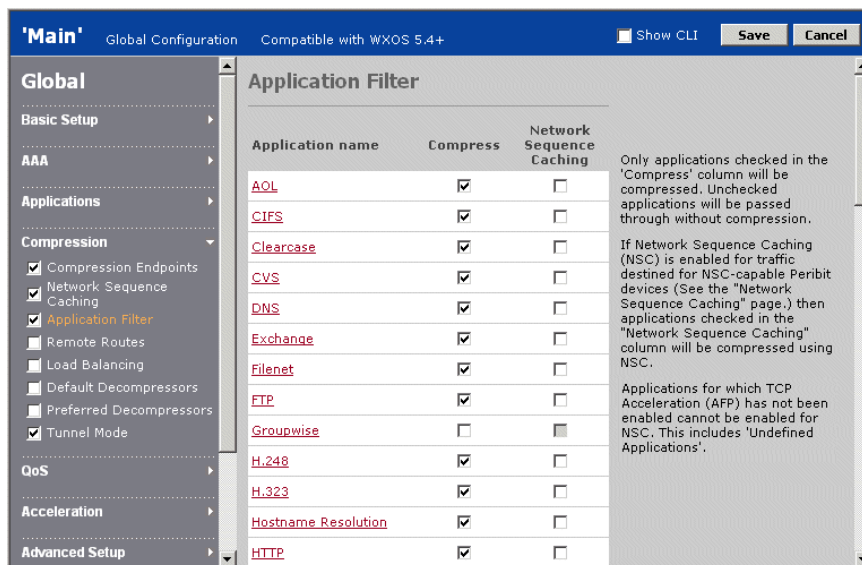 'Main' Global Configuration Compatible with WXOS 5.4+ Show CLI Save Cancel
Global
Basic Setup
AAA
Applications
Compression
Compression Endpoints
Network Sequence
Caching
Application Filter
Remote Routes
Load Balancing
Default Decompressors
Preferred Decompressors
Tunnel Mode
QoS
Acceleration
Advanced Setup
Application Filter
Application name Compress Network
Sequence
Caching
AOL
CIFS
Clearcase
CVS
DNS
Exchange
Filenet
FTP
Groupwise
H.248
H.323
Hostname Resolution
HTTP
Only applications checked in the
'Compress' column will be
compressed. Unchecked
applications will be passed
through without compression.
If Network Sequence Caching
(NSC) is enabled for traffic
destined for NSC-capable Peribit
devices (See the "Network
Sequence Caching" page.) then
applications checked in the
"Network Sequence Caching"
column will be compressed using
NSC.
Applications for which TCP
Acceleration (AFP) has not been
enabled cannot be enabled for
NSC. This includes 'Undefined
Applications'.